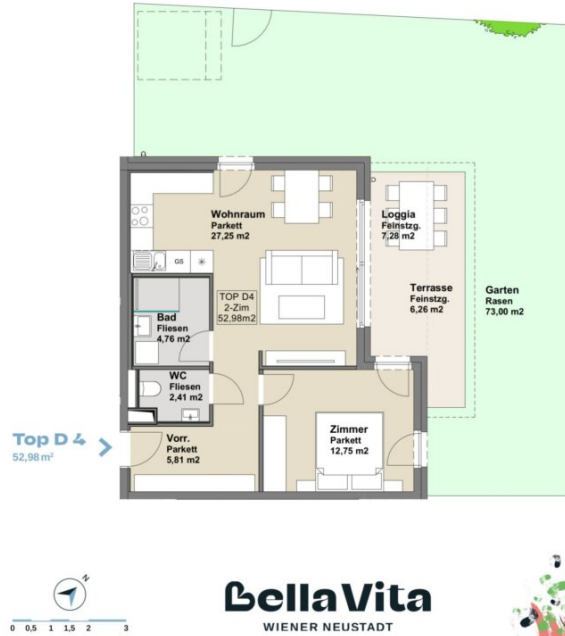 Wohnraum
Parkett
27,25 m2
GS
Loggia
Feinstzg.
7,28 m2
Terrasse
Feinstzg.
6,26 m2
Garten
Rasen
73,00 m2
TOP D4
2-Zim
52,98m2
Bad
Fliesen
4,76 m2
WC
Fliesen
2,41 m2
Vorr.
Parkett
5,81 m2
Zimmer
Parkett
12,75 m2
Top D 4
52,98 m²
N
0 0,5 1 1,5 2 3
BellaVita
WIENER NEUSTADT